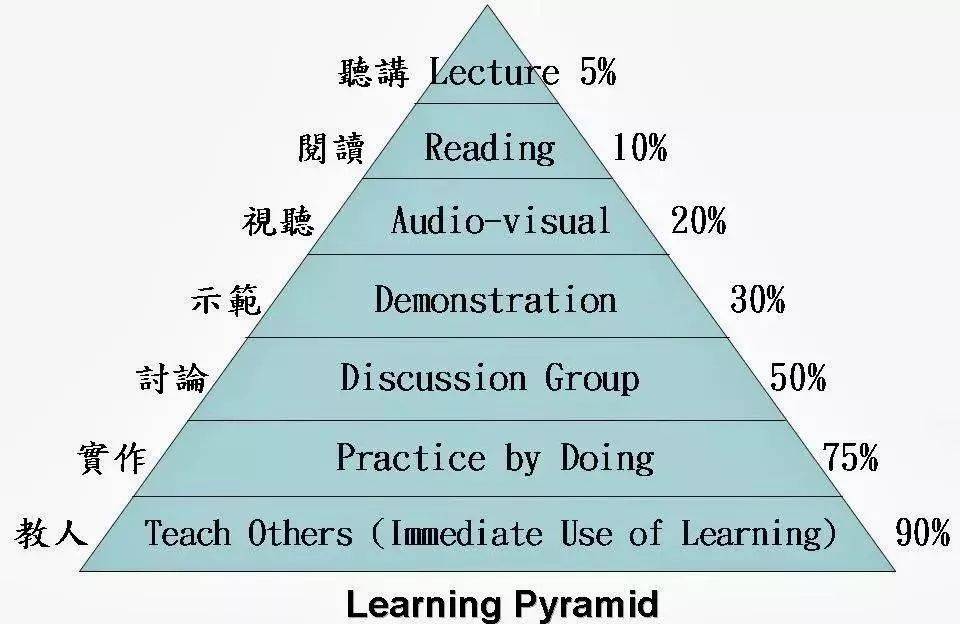 聽講 Lecture 5%
閱讀 Reading 10%
視聽 Audio-visual 20%
示範 Demonstration 30%
討論 Discussion Group 50%
實作 Practice by Doing 75%
教人 Teach Others (Immediate Use of Learning) 90%
Learning Pyramid